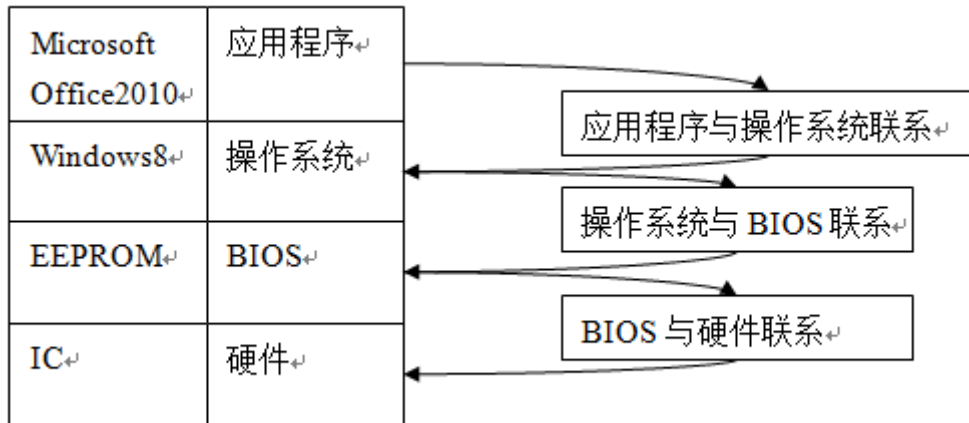 Microsoft
Office2010
应用程序
应用程序与操作系统联系
Windows8
操作系统
操作系统与 BIOS 联系
EEPROM
BIOS
BIOS 与硬件联系
IC
硬件